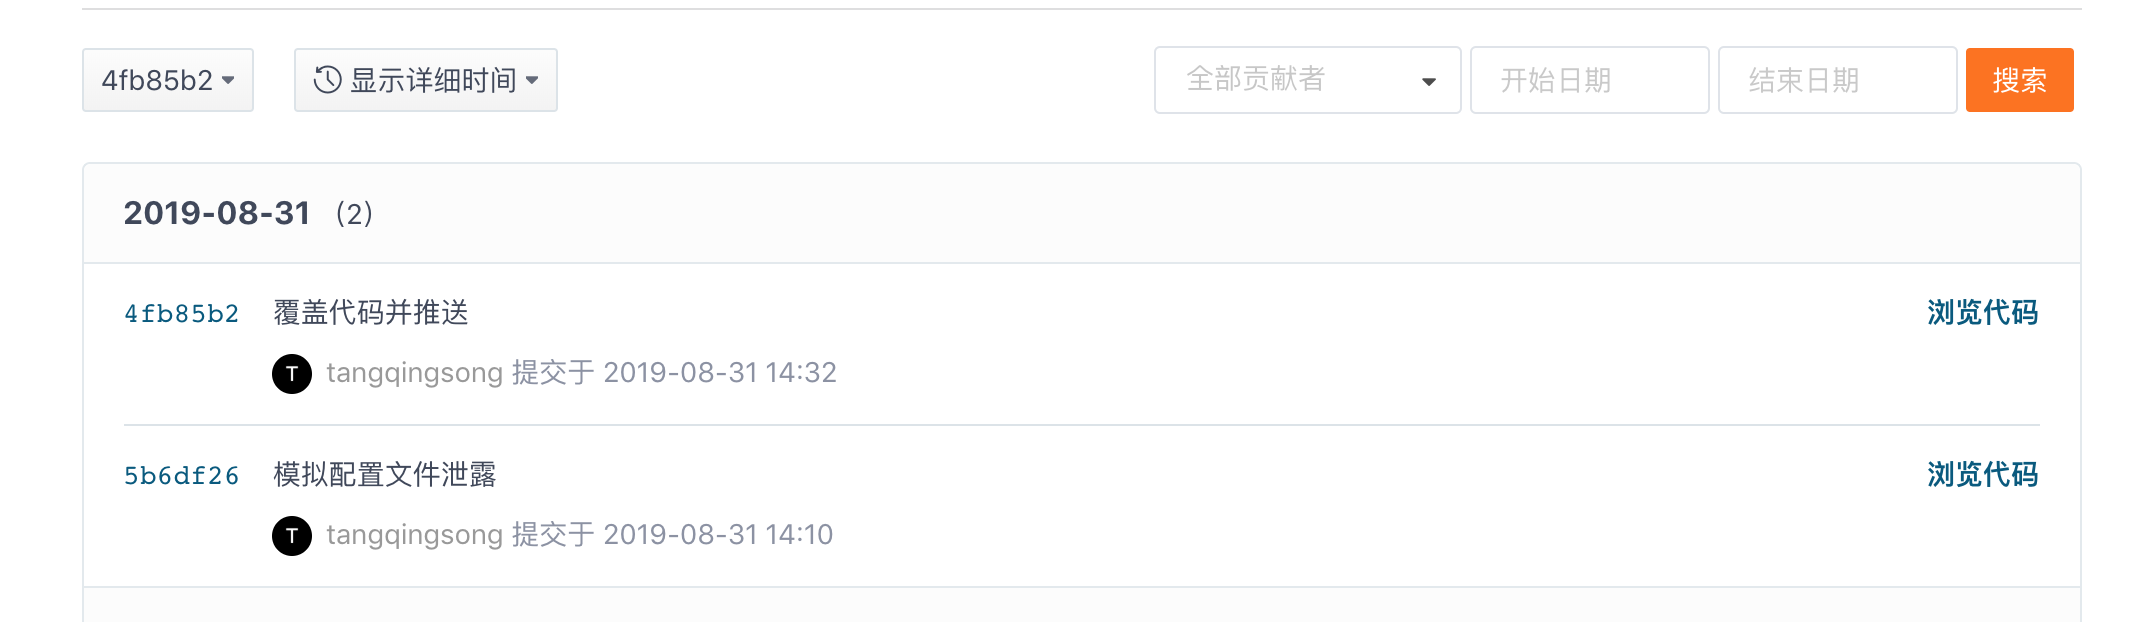 4fb85b2 显示详细时间 全部贡献者 开始日期 结束日期 搜索
2019-08-31 (2)
4fb85b2 覆盖代码并推送 浏览代码
T tangqingsong 提交于 2019-08-31 14:32
5b6df26 模拟配置文件泄露 浏览代码
T tangqingsong 提交于 2019-08-31 14:10